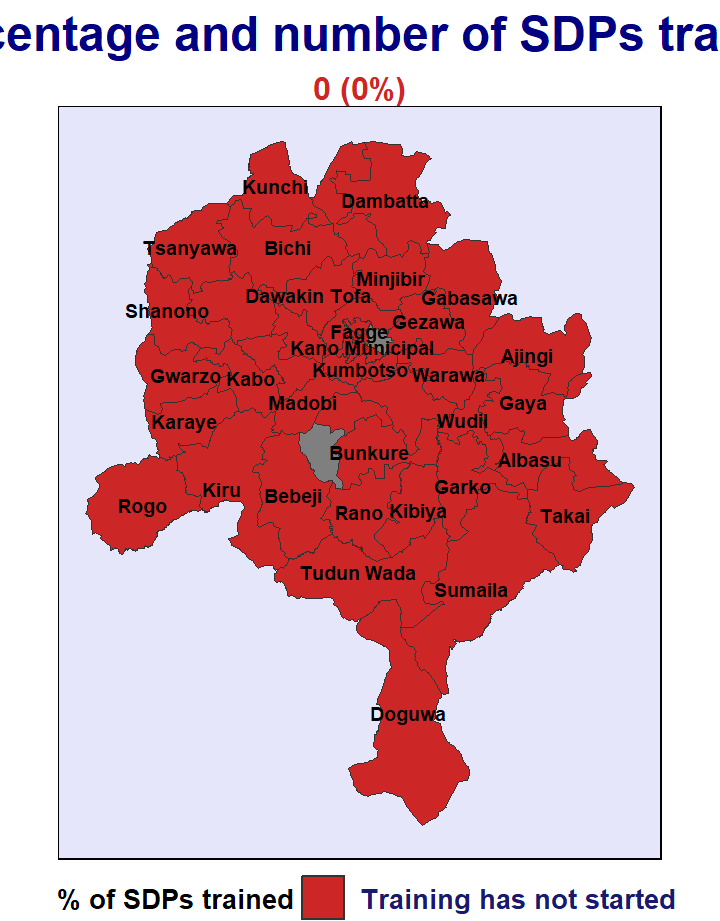 centage and number of SDPs tra
0 (0%)
Kunchi
Dambatta
Tsanyawa
Bichi
Minjibir
Dawakin Tofa
Gabasawa
Shanono
Gezawa
Fagge
Kano Municipal
Ajingi
Kumbotso
Gwarzo
Kabo
Warawa
Madobi
Gaya
Karaye
Wudil
Bunkure
Albasu
Kiru
Bebeji
Garko
Rogo
Rano
Kibiya
Takai
Tudun Wada
Sumaila
Doguwa
% of SDPs trained
Training has not started